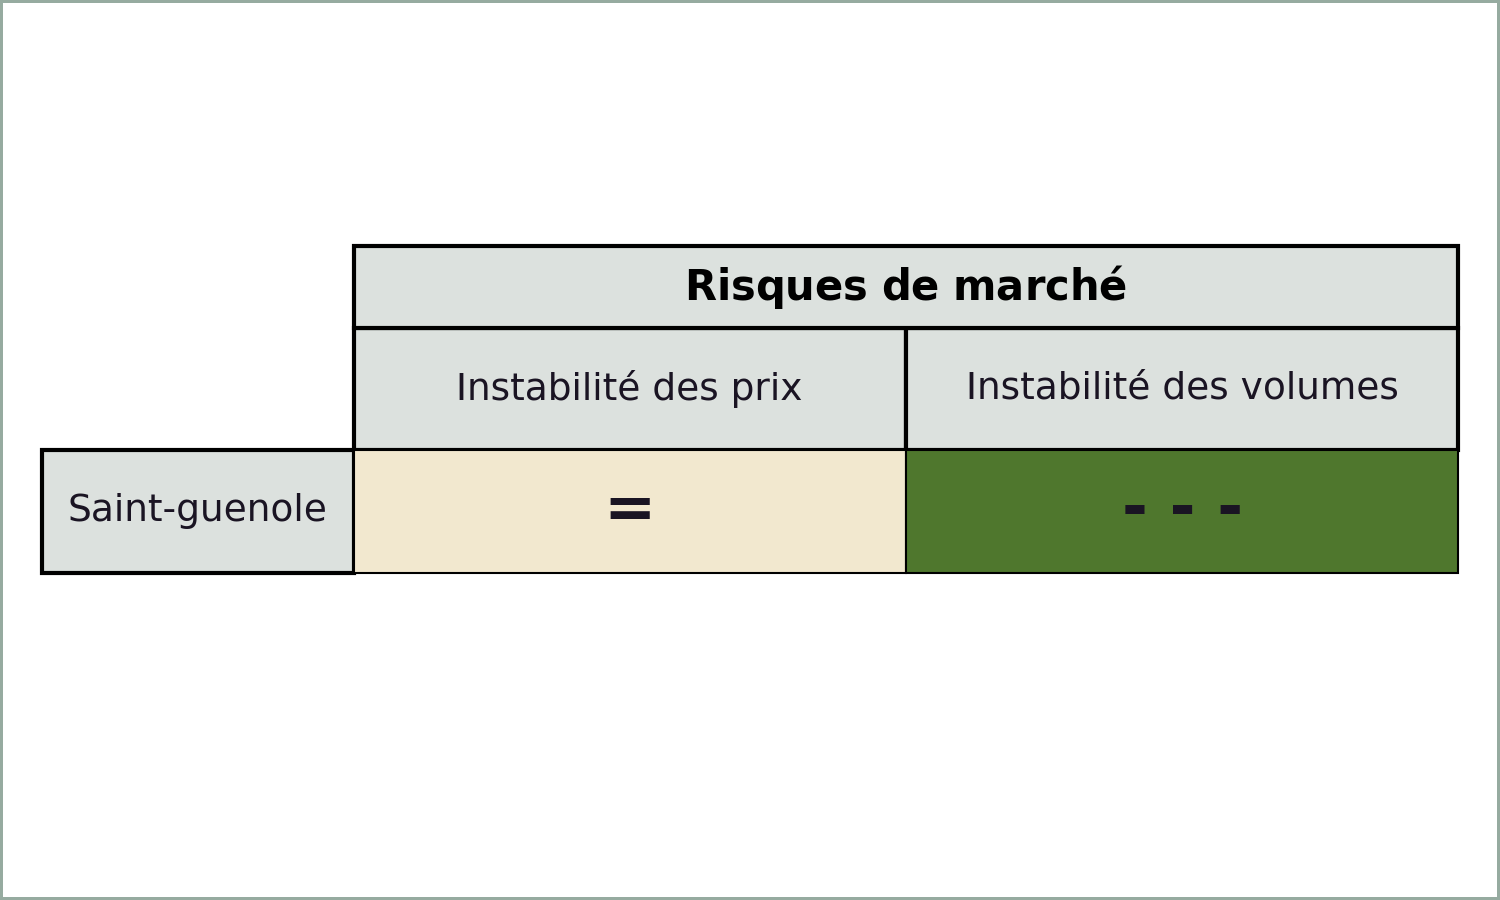 Risques de marché
Instabilité des prix
Instabilité des volumes
Saint-guenole
=
- - -